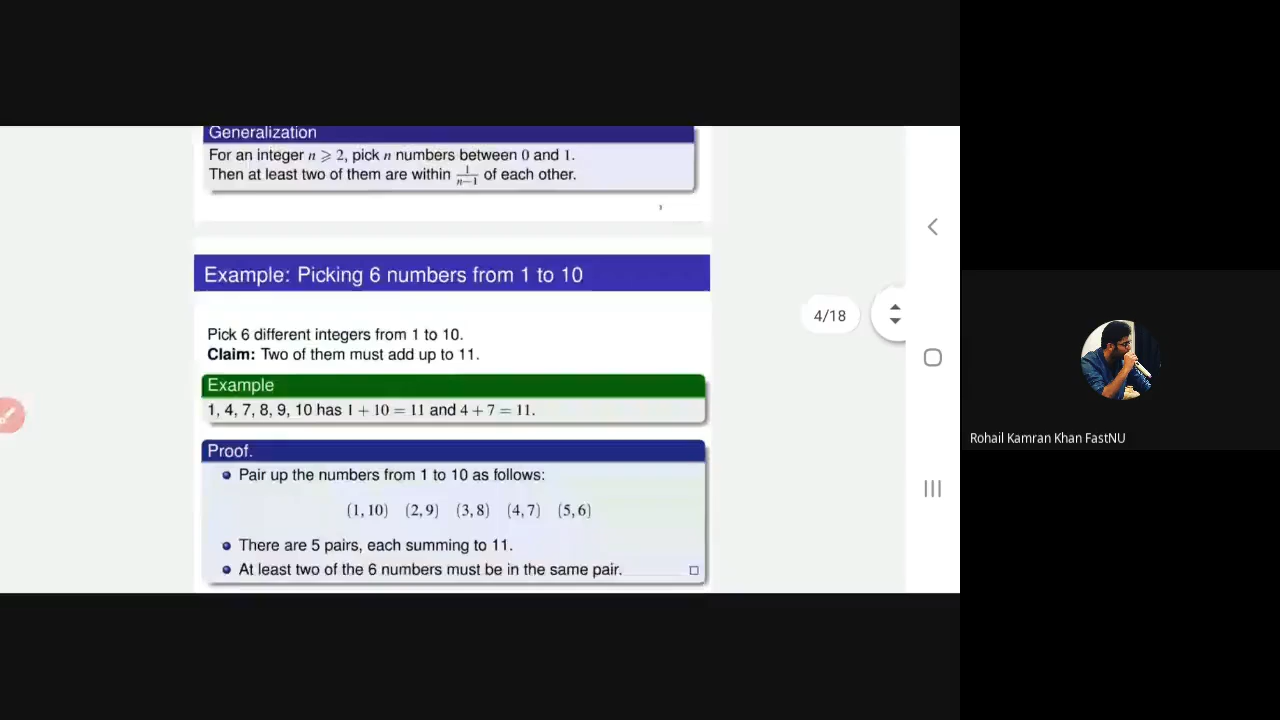 Generalization
For an integer n ⩾ 2, pick n numbers between 0 and 1.
Then at least two of them are within 1/(n−1) of each other.
Example: Picking 6 numbers from 1 to 10
4/18
Pick 6 different integers from 1 to 10.
Claim: Two of them must add up to 11.
Example
1, 4, 7, 8, 9, 10 has 1 + 10 = 11 and 4 + 7 = 11.
Proof.
Pair up the numbers from 1 to 10 as follows:
(1, 10) (2, 9) (3, 8) (4, 7) (5, 6)
There are 5 pairs, each summing to 11.
At least two of the 6 numbers must be in the same pair. □
Rohail Kamran Khan FastNU